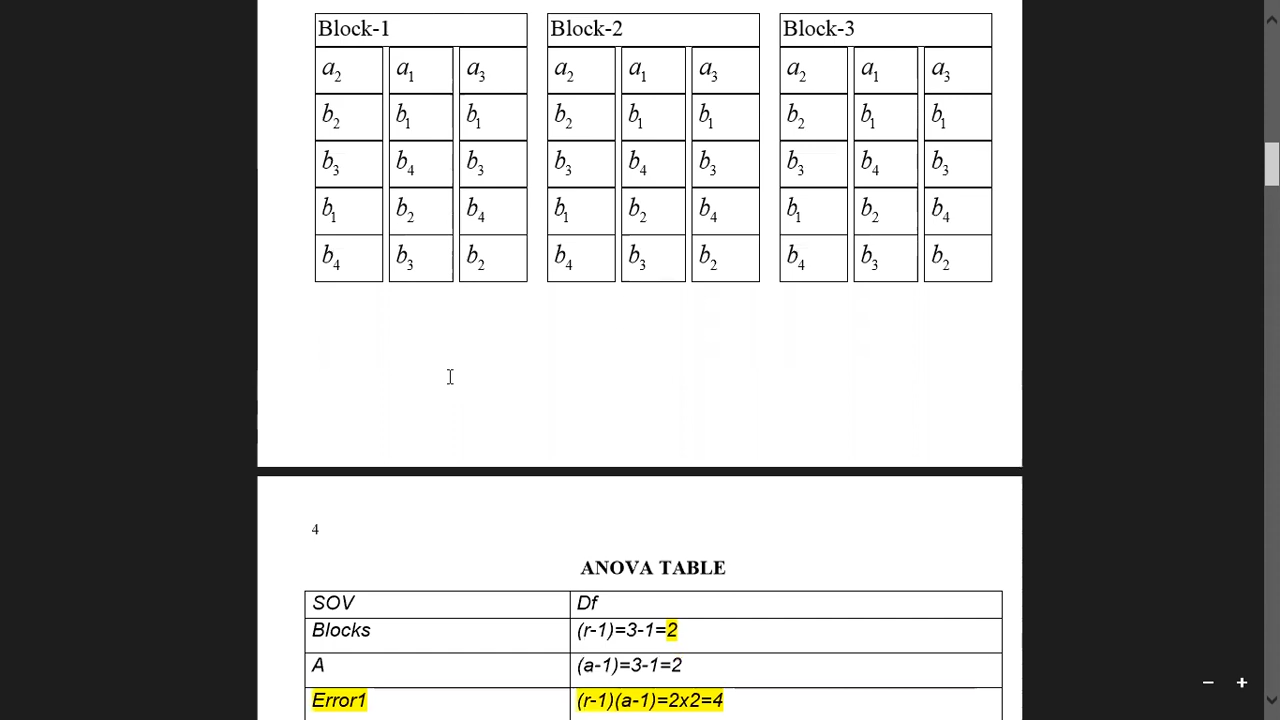 Block-1 Block-2 Block-3
a₂ a₁ a₃ a₂ a₁ a₃ a₂ a₁ a₃
b₂ b₁ b₁ b₂ b₁ b₁ b₂ b₁ b₁
b₃ b₄ b₃ b₃ b₄ b₃ b₃ b₄ b₃
b₁ b₂ b₄ b₁ b₂ b₄ b₁ b₂ b₄
b₄ b₃ b₂ b₄ b₃ b₂ b₄ b₃ b₂
4
ANOVA TABLE
SOV Df
Blocks (r-1)=3-1=2
A (a-1)=3-1=2
Error1 (r-1)(a-1)=2x2=4